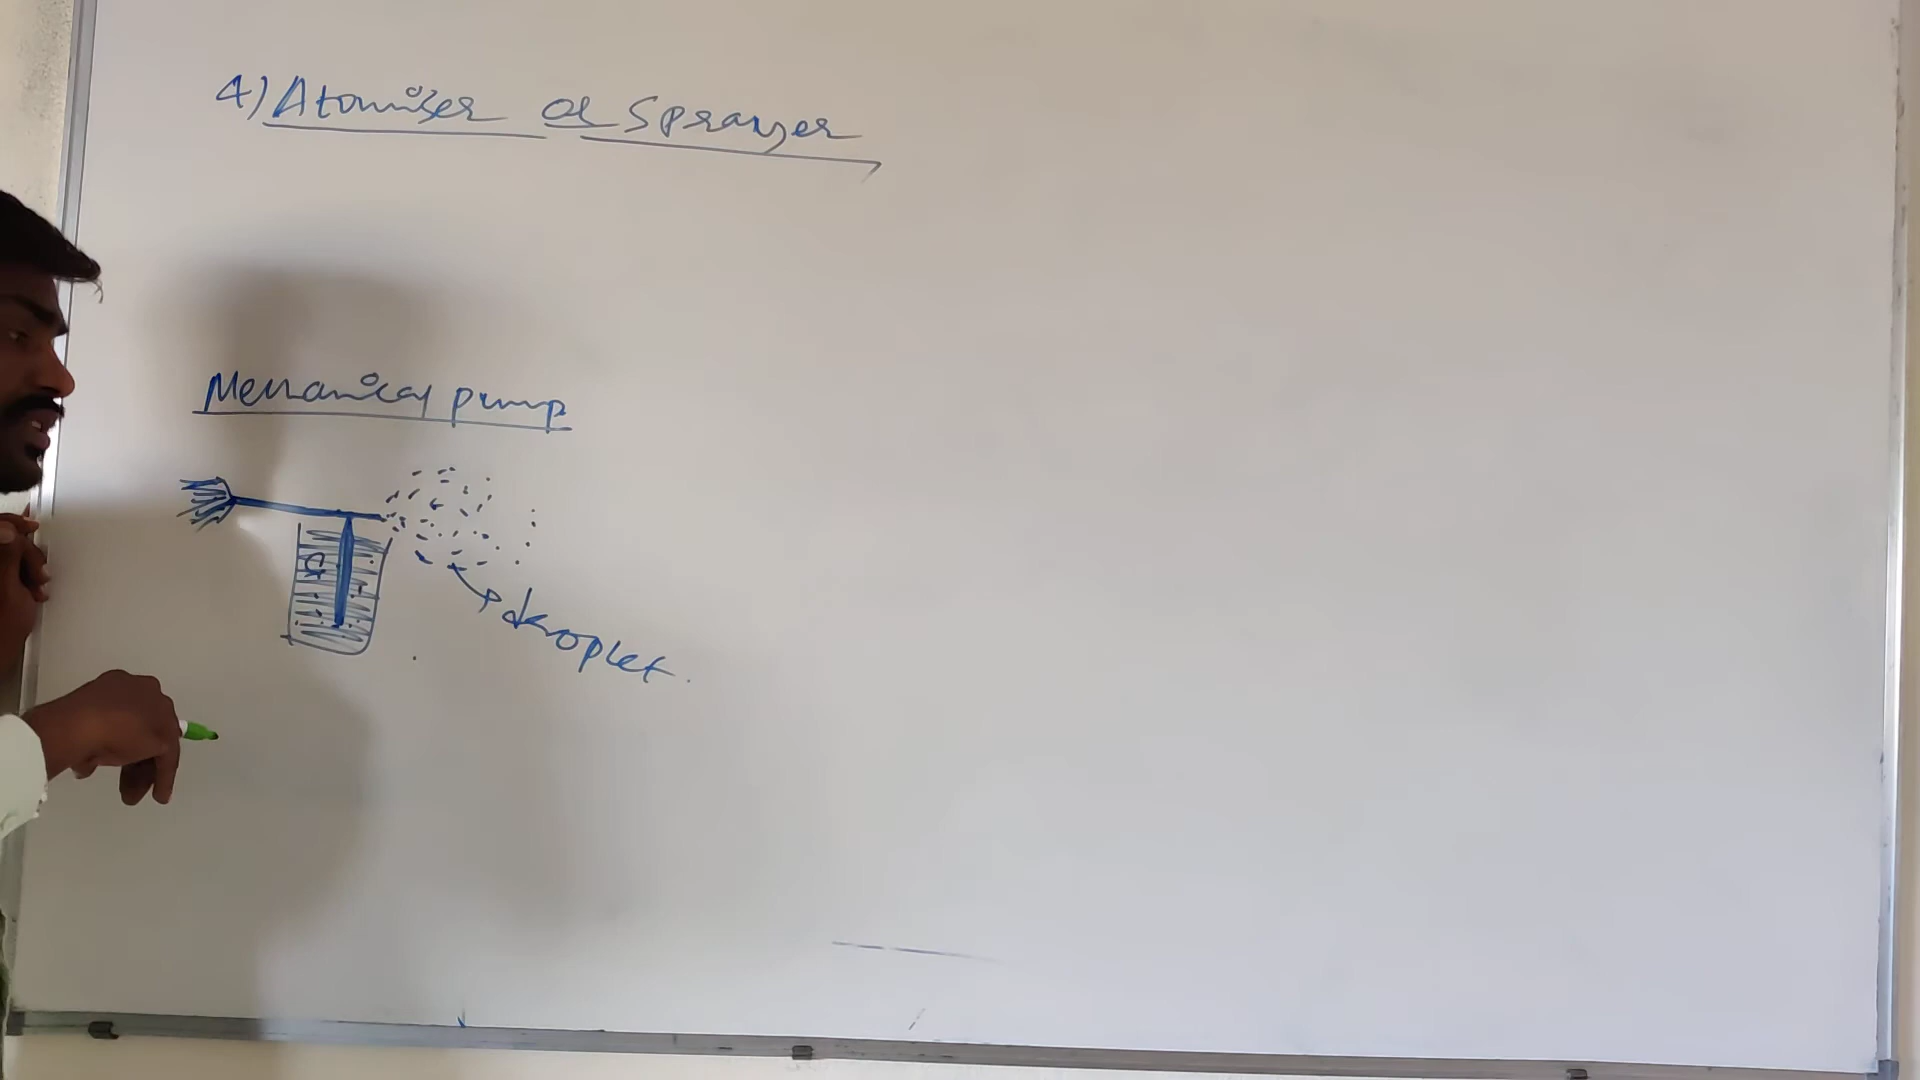 4) Atomiser or Sprayer
Mechanical pump
droplet.